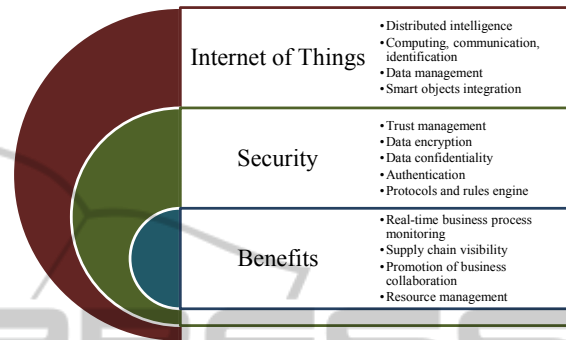 Internet of Things
•Distributed intelligence
•Computing, communication,
identification
•Data management
•Smart objects integration
Security
•Trust management
•Data encryption
•Data confidentiality
•Authentication
•Protocols and rules engine
Benefits
•Real-time business process
monitoring
•Supply chain visibility
•Promotion of business
collaboration
•Resource management